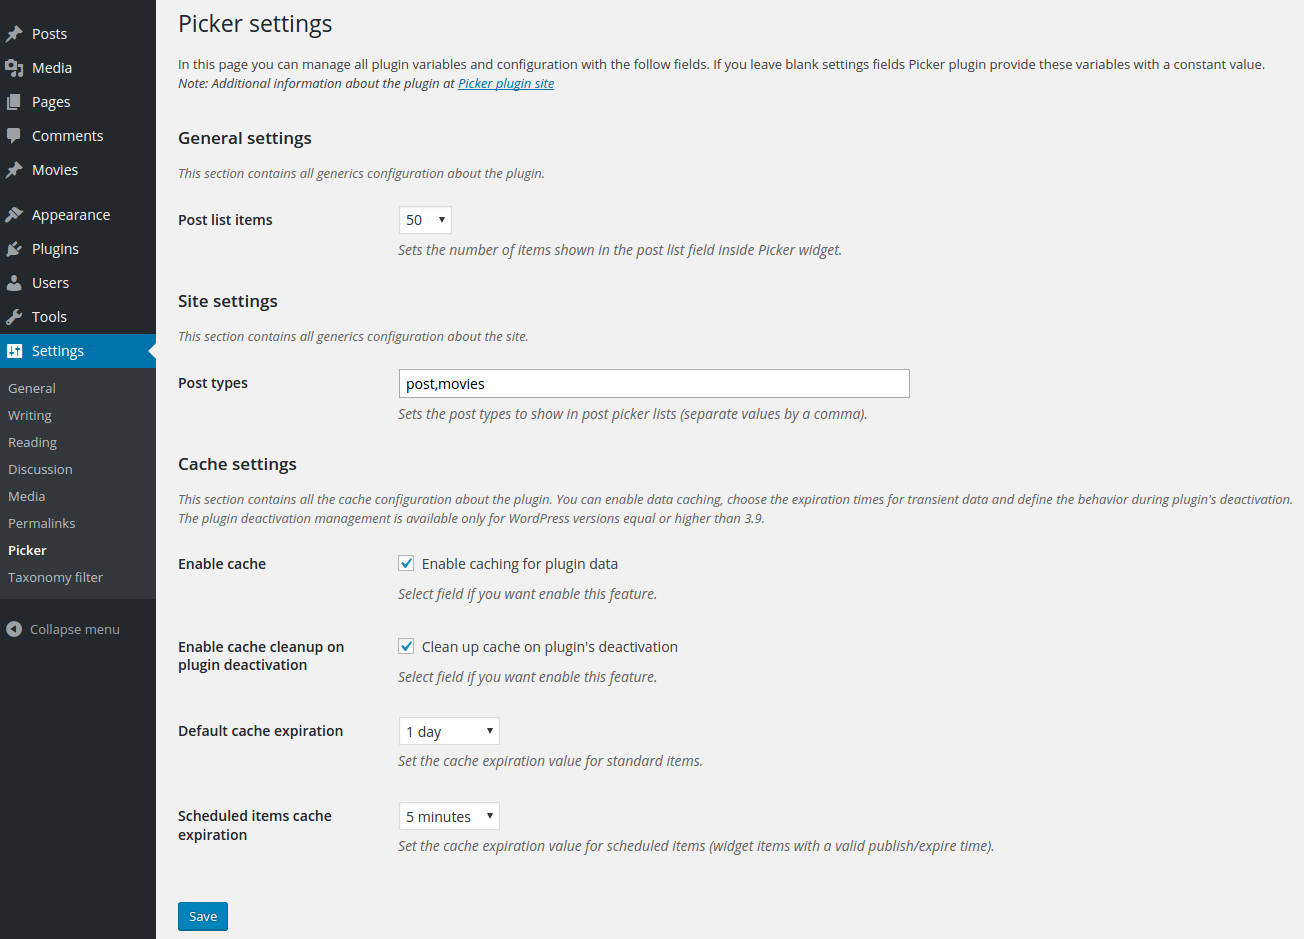 Posts
Media
Pages
Comments
Movies
Appearance
Plugins
Users
Tools
Settings
General
Writing
Reading
Discussion
Media
Permalinks
Picker
Taxonomy filter
Collapse menu
Picker settings
In this page you can manage all plugin variables and configuration with the follow fields. If you leave blank settings fields Picker plugin provide these variables with a constant value.
Note: Additional information about the plugin at Picker plugin site
General settings
This section contains all generics configuration about the plugin.
Post list items
50
Sets the number of items shown in the post list field inside Picker widget.
Site settings
This section contains all generics configuration about the site.
Post types
post,movies
Sets the post types to show in post picker lists (separate values by a comma).
Cache settings
This section contains all the cache configuration about the plugin. You can enable data caching, choose the expiration times for transient data and define the behavior during plugin's deactivation.
The plugin deactivation management is available only for WordPress versions equal or higher than 3.9.
Enable cache
Enable caching for plugin data
Select field if you want enable this feature.
Enable cache cleanup on
plugin deactivation
Clean up cache on plugin's deactivation
Select field if you want enable this feature.
Default cache expiration
1 day
Set the cache expiration value for standard items.
Scheduled items cache
expiration
5 minutes
Set the cache expiration value for scheduled items (widget items with a valid publish/expire time).
Save